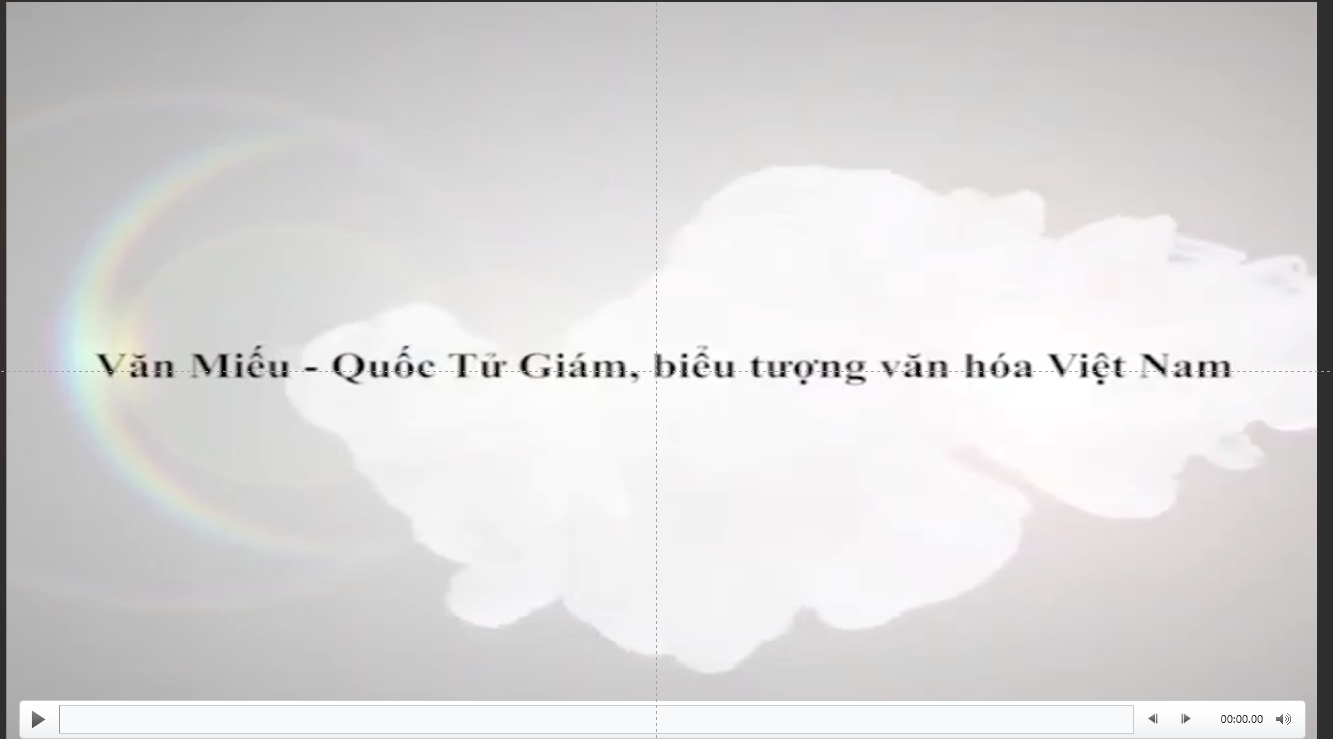 Văn Miếu - Quốc Tử Giám, biểu tượng văn hóa Việt Nam
00:00.00